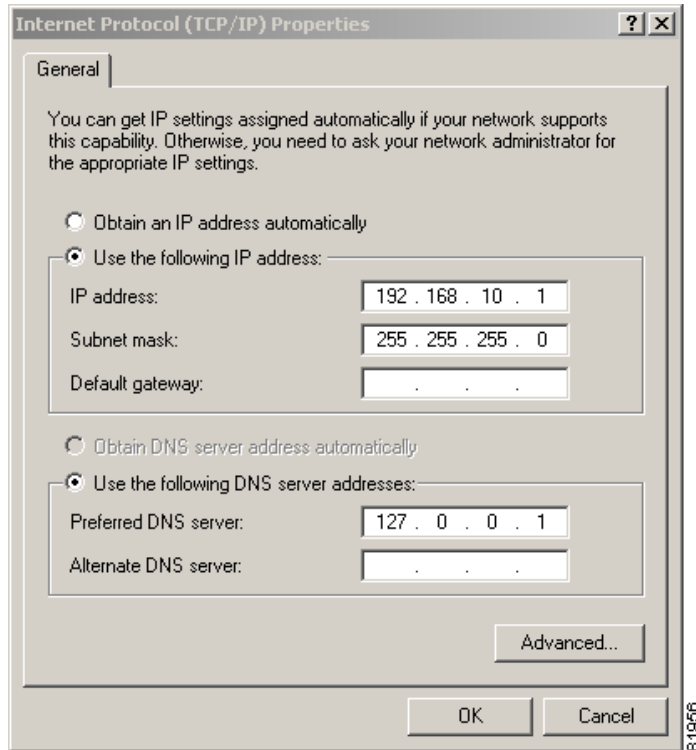 Internet Protocol (TCP/IP) Properties
? X
General
You can get IP settings assigned automatically if your network supports
this capability. Otherwise, you need to ask your network administrator for
the appropriate IP settings.
Obtain an IP address automatically
Use the following IP address:
IP address: 192 . 168 . 10 . 1
Subnet mask: 255 . 255 . 255 . 0
Default gateway: . . .
Obtain DNS server address automatically
Use the following DNS server addresses:
Preferred DNS server: 127 . 0 . 0 . 1
Alternate DNS server: . . .
Advanced...
OK Cancel